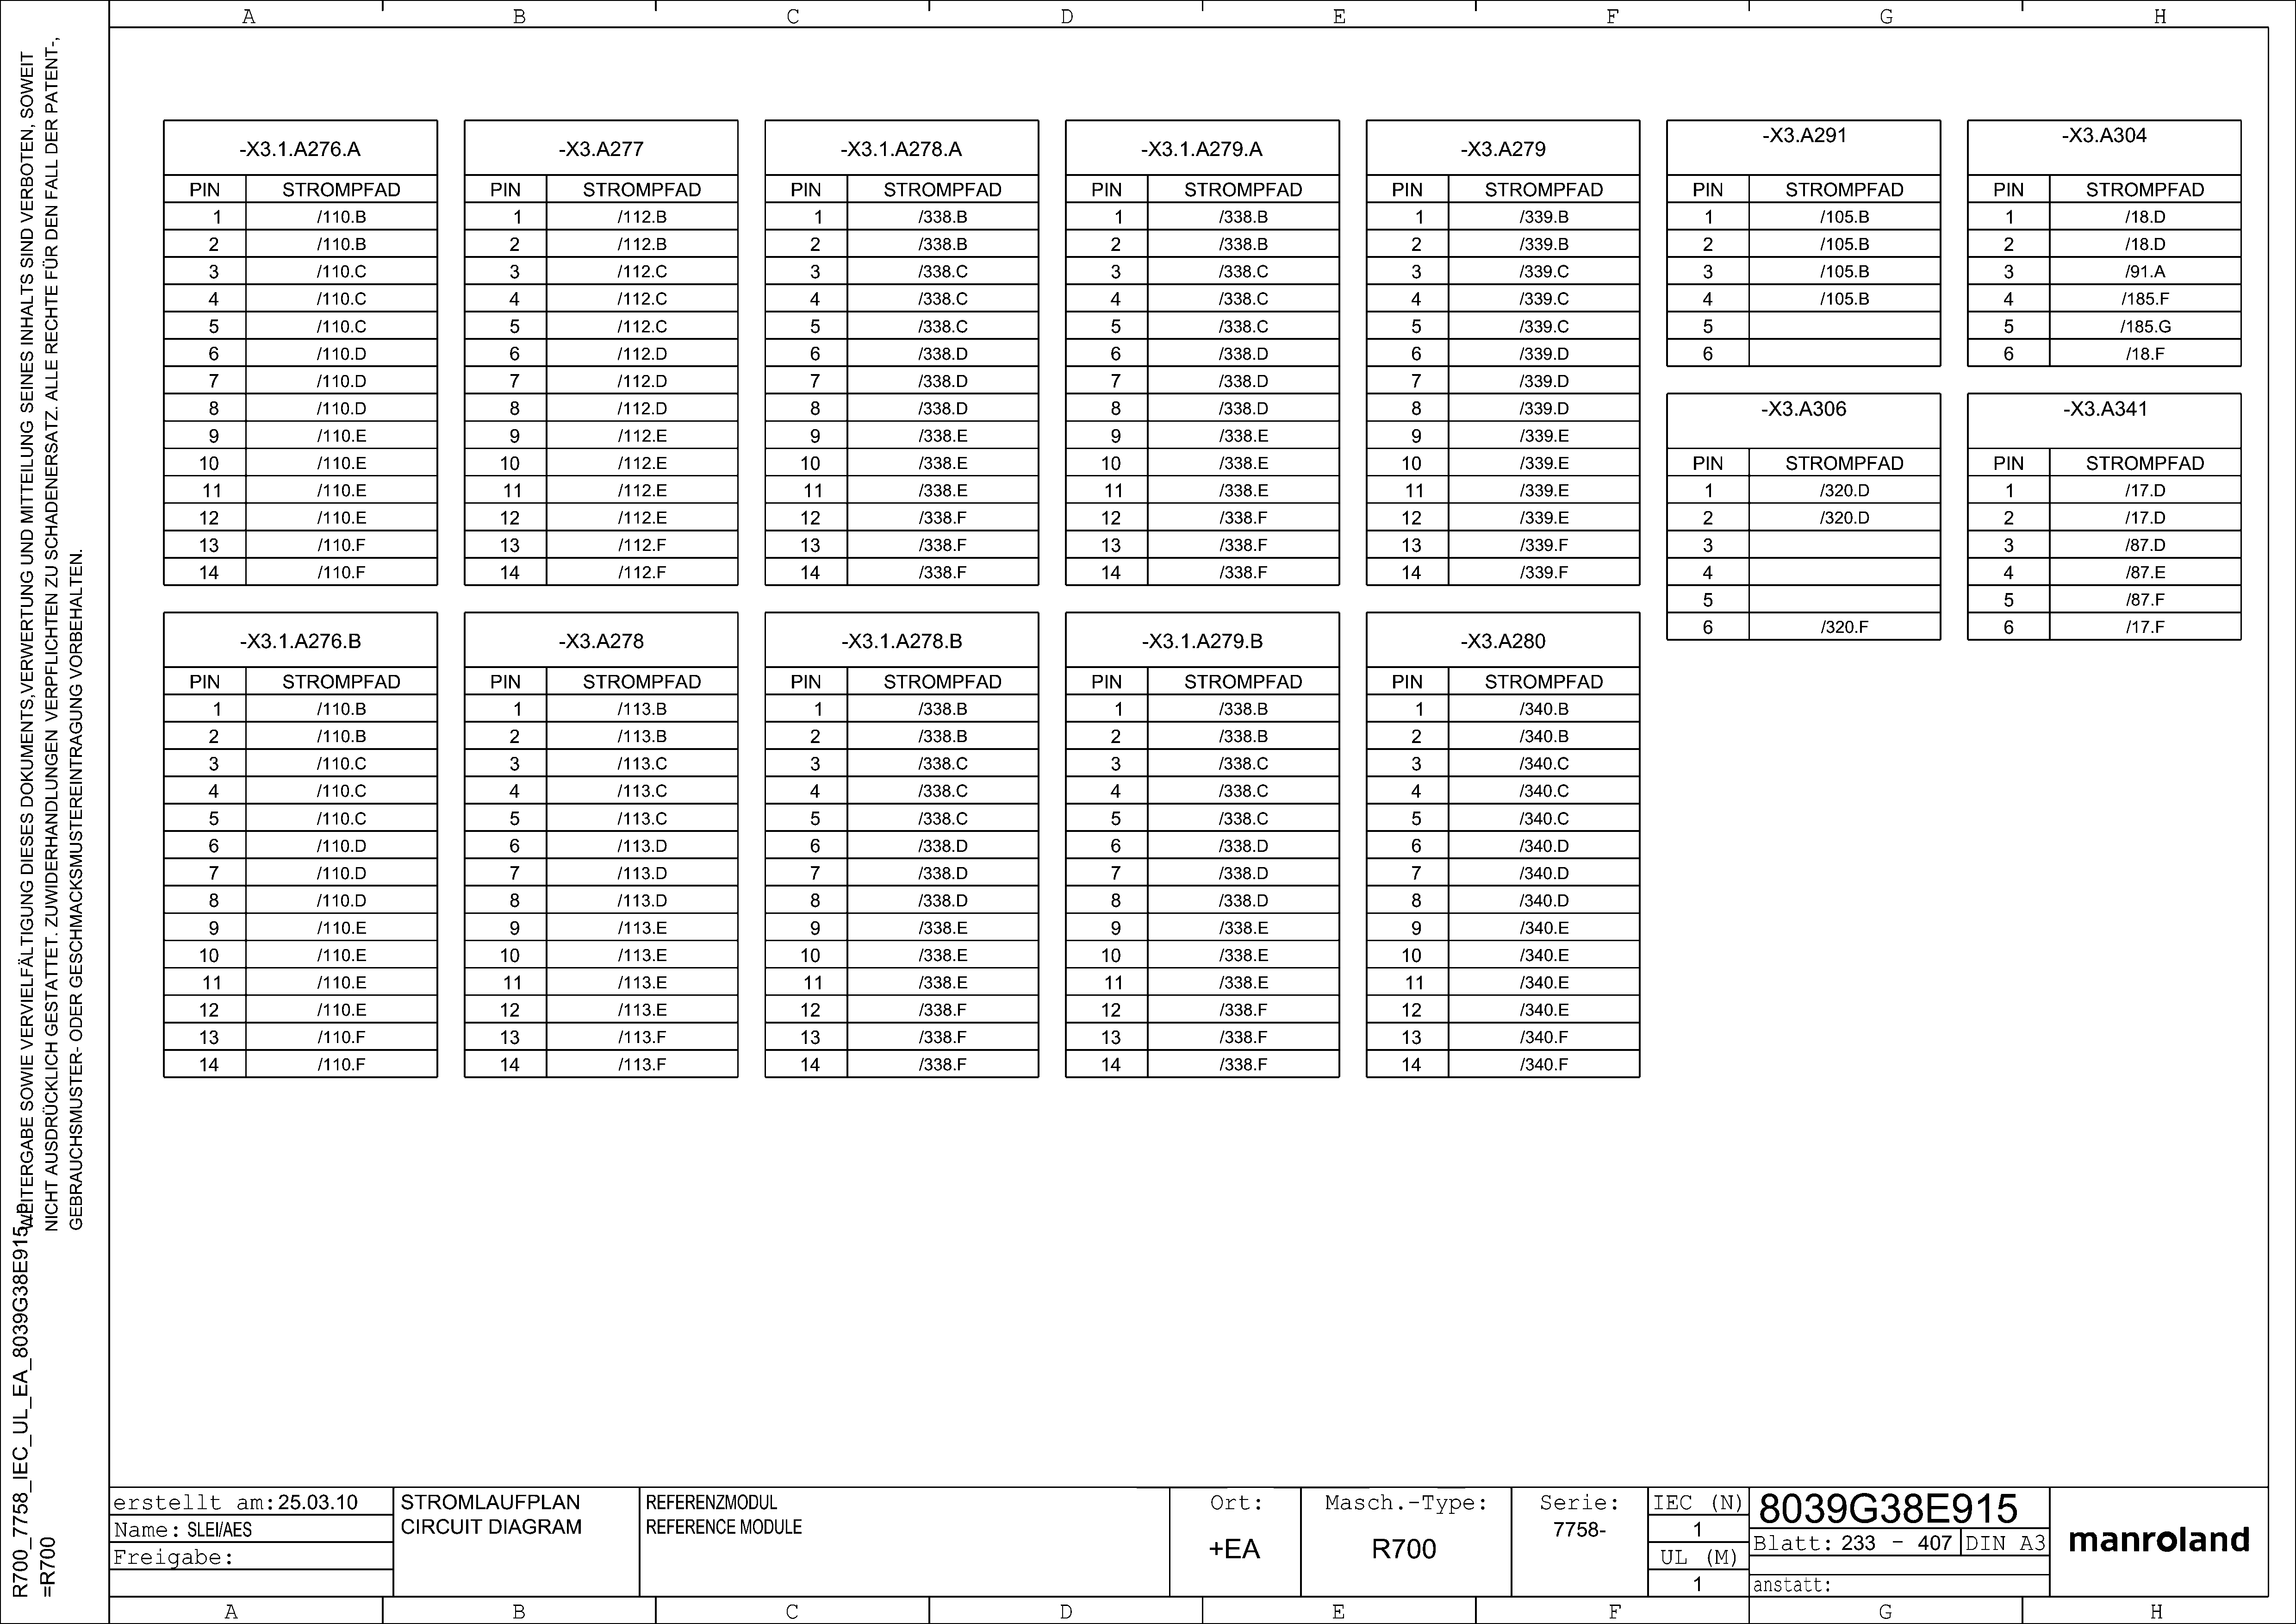 A B C D E F G H
-X3.1.A276.A -X3.A277 -X3.1.A278.A -X3.1.A279.A -X3.A279 -X3.A291 -X3.A304
PIN STROMPFAD PIN STROMPFAD PIN STROMPFAD PIN STROMPFAD PIN STROMPFAD PIN STROMPFAD PIN STROMPFAD
1 /110.B 1 /112.B 1 /338.B 1 /338.B 1 /339.B 1 /105.B 1 /18.D
2 /110.B 2 /112.B 2 /338.B 2 /338.B 2 /339.B 2 /105.B 2 /18.D
3 /110.C 3 /112.C 3 /338.C 3 /338.C 3 /339.C 3 /105.B 3 /91.A
4 /110.C 4 /112.C 4 /338.C 4 /338.C 4 /339.C 4 /105.B 4 /185.F
5 /110.C 5 /112.C 5 /338.C 5 /338.C 5 /339.C 5 5 /185.G
6 /110.D 6 /112.D 6 /338.D 6 /338.D 6 /339.D 6 6 /18.F
7 /110.D 7 /112.D 7 /338.D 7 /338.D 7 /339.D
8 /110.D 8 /112.D 8 /338.D 8 /338.D 8 /339.D -X3.A306 -X3.A341
9 /110.E 9 /112.E 9 /338.E 9 /338.E 9 /339.E
10 /110.E 10 /112.E 10 /338.E 10 /338.E 10 /339.E PIN STROMPFAD PIN STROMPFAD
11 /110.E 11 /112.E 11 /338.E 11 /338.E 11 /339.E 1 /320.D 1 /17.D
12 /110.E 12 /112.E 12 /338.F 12 /338.F 12 /339.E 2 /320.D 2 /17.D
13 /110.F 13 /112.F 13 /338.F 13 /338.F 13 /339.F 3 3 /87.D
14 /110.F 14 /112.F 14 /338.F 14 /338.F 14 /339.F 4 4 /87.E
5 5 /87.F
6 /320.F 6 /17.F
-X3.1.A276.B -X3.A278 -X3.1.A278.B -X3.1.A279.B -X3.A280
PIN STROMPFAD PIN STROMPFAD PIN STROMPFAD PIN STROMPFAD PIN STROMPFAD
1 /110.B 1 /113.B 1 /338.B 1 /338.B 1 /340.B
2 /110.B 2 /113.B 2 /338.B 2 /338.B 2 /340.B
3 /110.C 3 /113.C 3 /338.C 3 /338.C 3 /340.C
4 /110.C 4 /113.C 4 /338.C 4 /338.C 4 /340.C
5 /110.C 5 /113.C 5 /338.C 5 /338.C 5 /340.C
6 /110.D 6 /113.D 6 /338.D 6 /338.D 6 /340.D
7 /110.D 7 /113.D 7 /338.D 7 /338.D 7 /340.D
8 /110.D 8 /113.D 8 /338.D 8 /338.D 8 /340.D
9 /110.E 9 /113.E 9 /338.E 9 /338.E 9 /340.E
10 /110.E 10 /113.E 10 /338.E 10 /338.E 10 /340.E
11 /110.E 11 /113.E 11 /338.E 11 /338.E 11 /340.E
12 /110.E 12 /113.E 12 /338.F 12 /338.F 12 /340.E
13 /110.F 13 /113.F 13 /338.F 13 /338.F 13 /340.F
14 /110.F 14 /113.F 14 /338.F 14 /338.F 14 /340.F
WEITERGABE SOWIE VERVIELFÄLTIGUNG DIESES DOKUMENTS,VERWERTUNG UND MITTEILUNG SEINES INHALTS SIND VERBOTEN, SOWEIT
NICHT AUSDRÜCKLICH GESTATTET. ZUWIDERHANDLUNGEN VERPFLICHTEN ZU SCHADENERSATZ. ALLE RECHTE FÜR DEN FALL DER PATENT-,
GEBRAUCHSMUSTER- ODER GESCHMACKSMUSTEREINTRAGUNG VORBEHALTEN.
R700_7758_IEC_UL_EA_8039G38E915_D
=R700
erstellt am: 25.03.10
Name: SLEI/AES
Freigabe:
STROMLAUFPLAN
CIRCUIT DIAGRAM
REFERENZMODUL
REFERENCE MODULE
Ort:
+EA
Masch.-Type:
R700
Serie:
7758-
IEC (N)
1
UL (M)
1
8039G38E915
Blatt: 233 - 407 DIN A3
anstatt:
manroland
A B C D E F G H